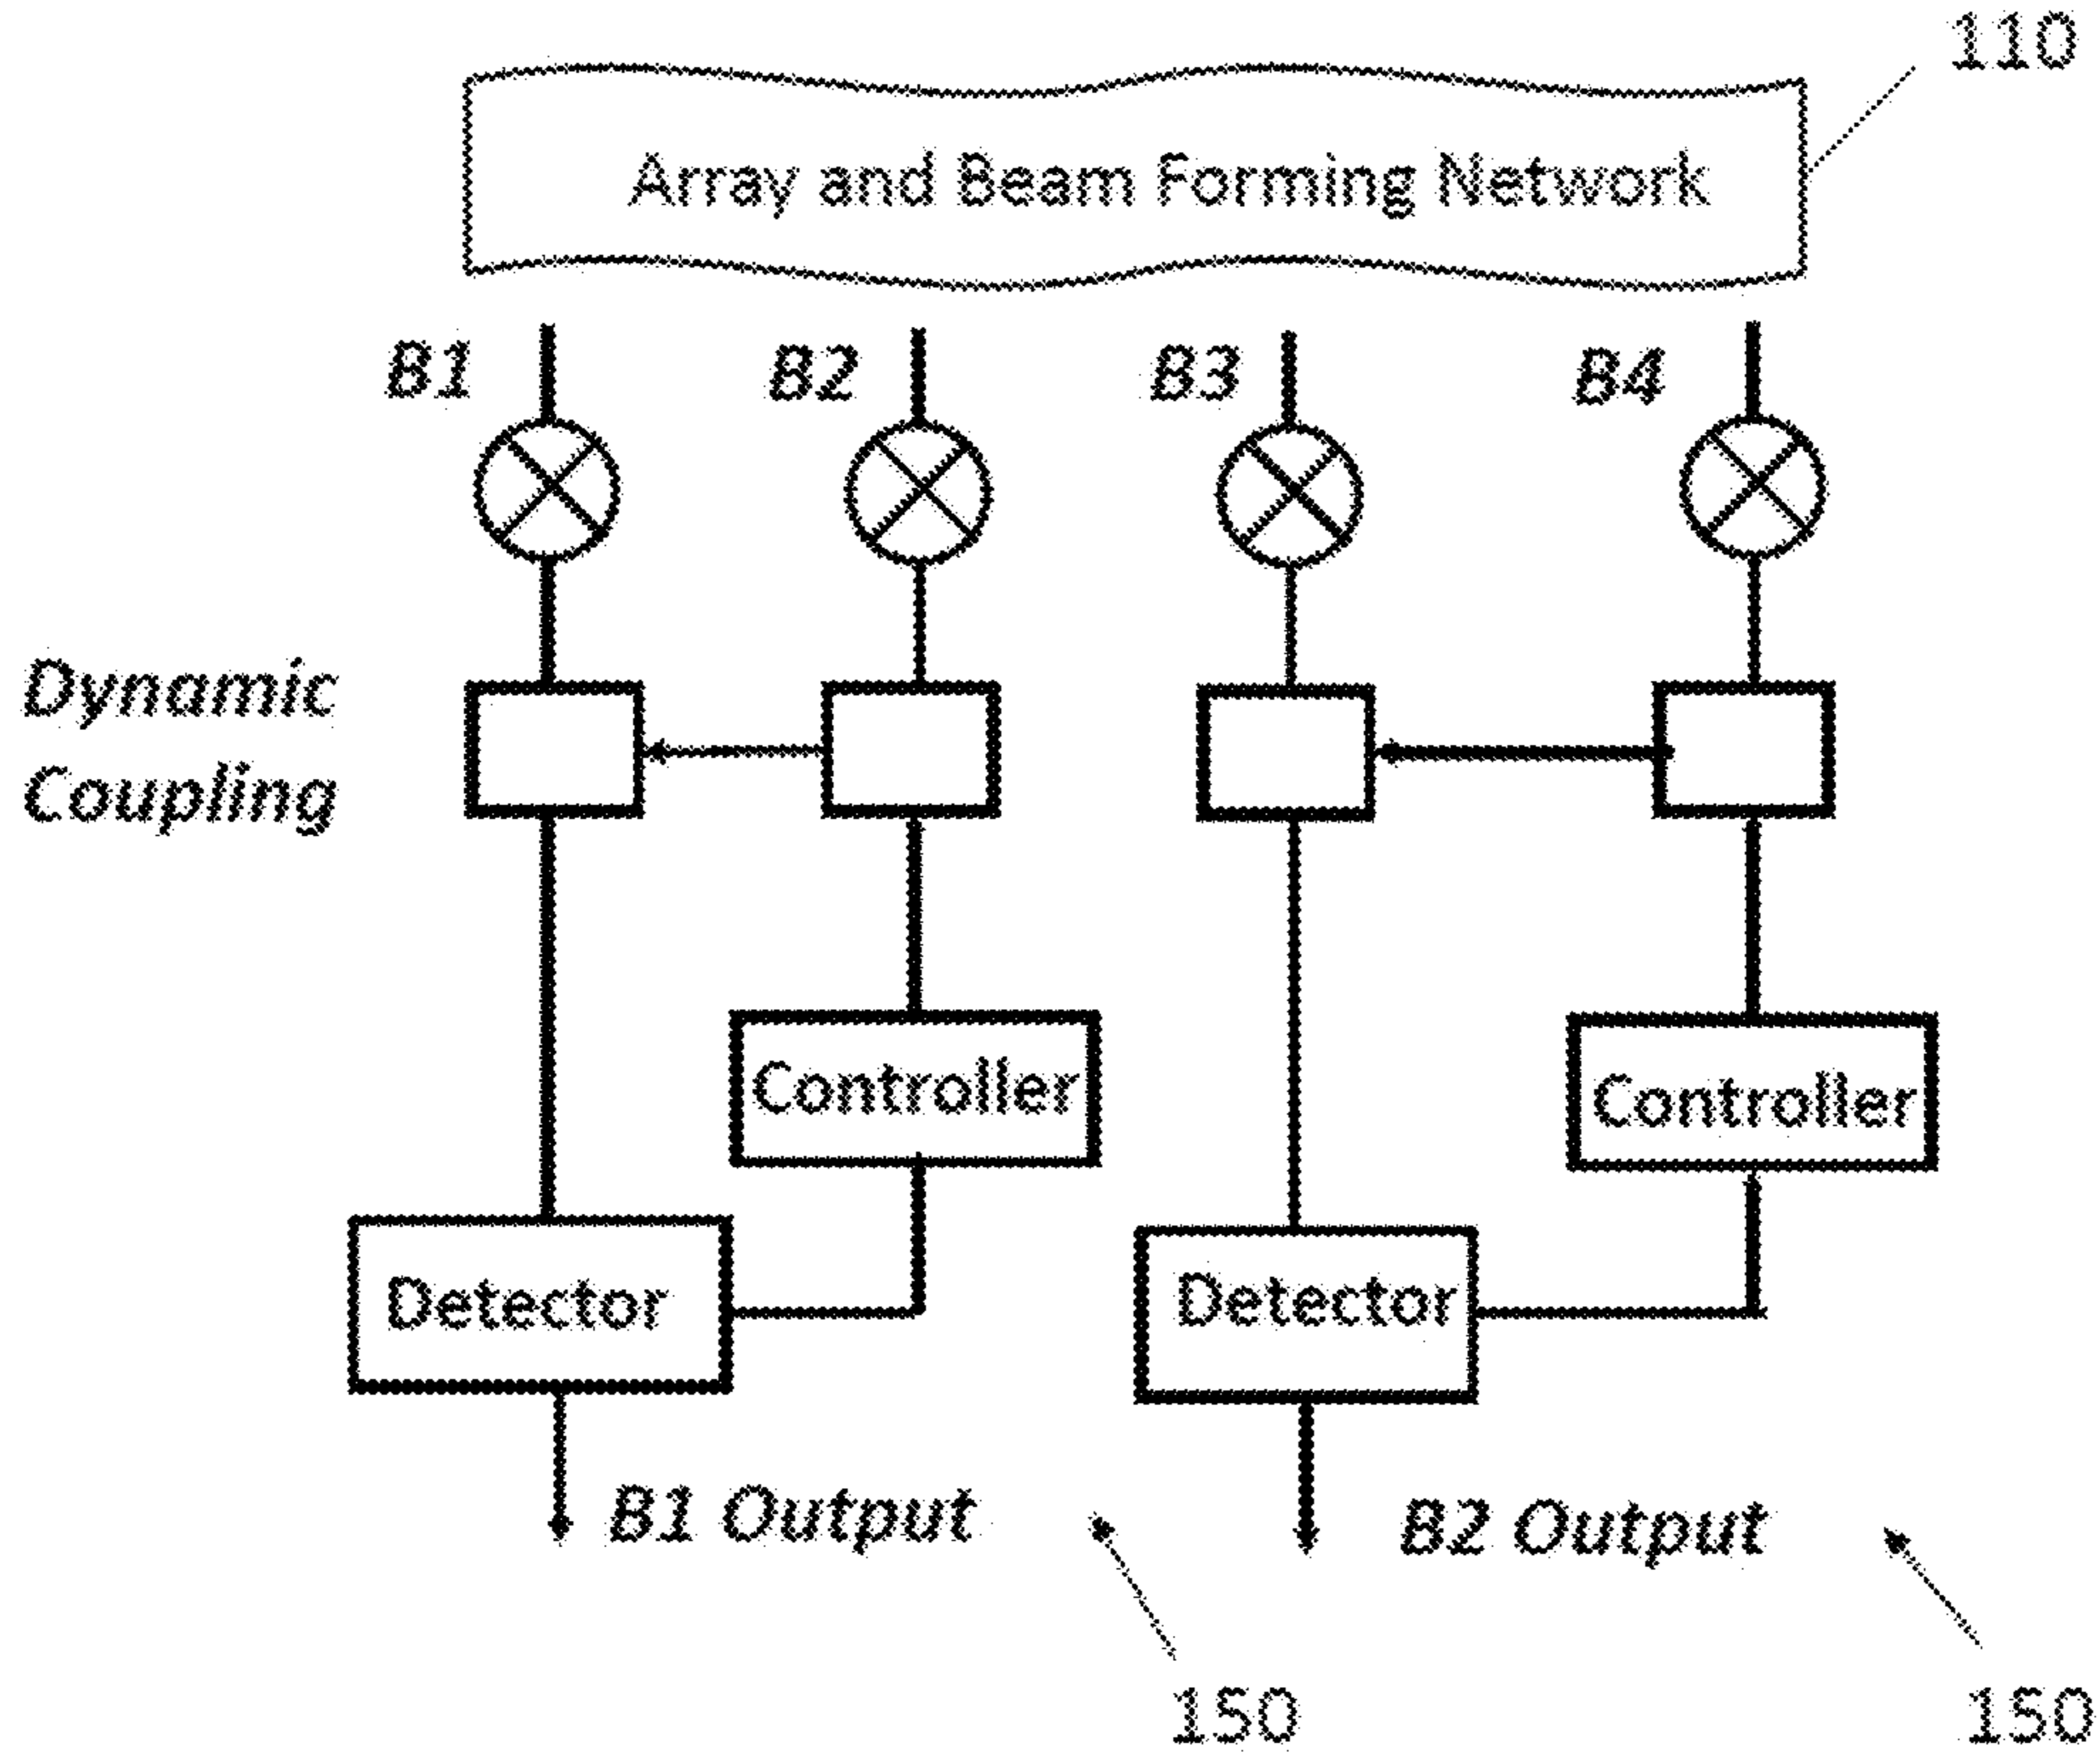 110
Array and Beam Forming Network
B1
B2
B3
B4
Dynamic
Coupling
Controller
Controller
Detector
Detector
B1 Output
B2 Output
150
150